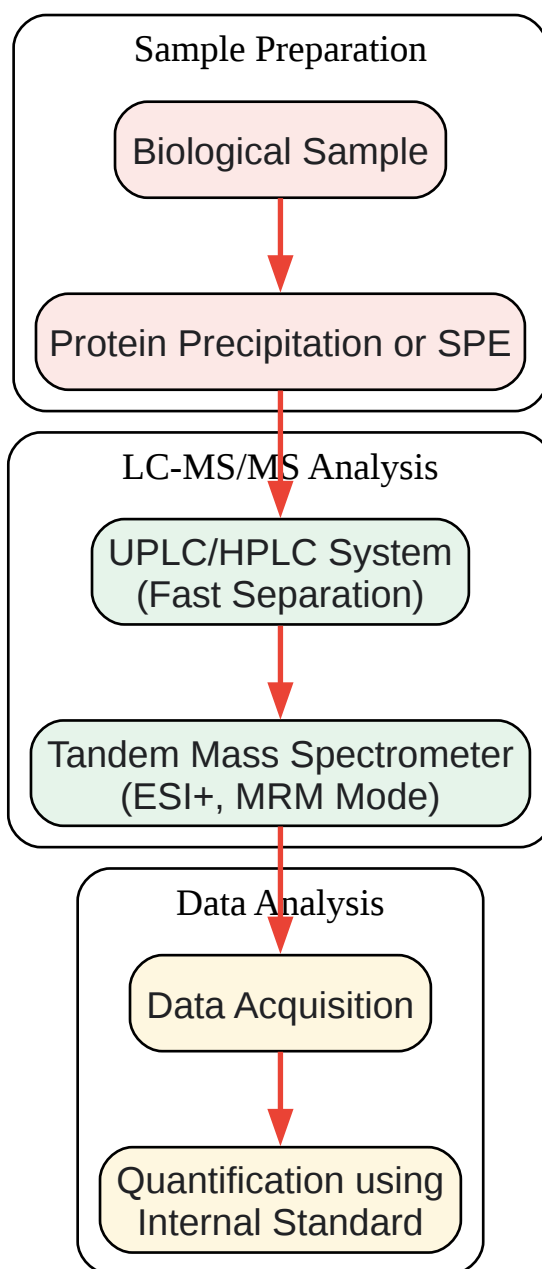 Sample Preparation
Biological Sample
Protein Precipitation or SPE
LC-MS/MS Analysis
UPLC/HPLC System
(Fast Separation)
Tandem Mass Spectrometer
(ESI+, MRM Mode)
Data Analysis
Data Acquisition
Quantification using
Internal Standard